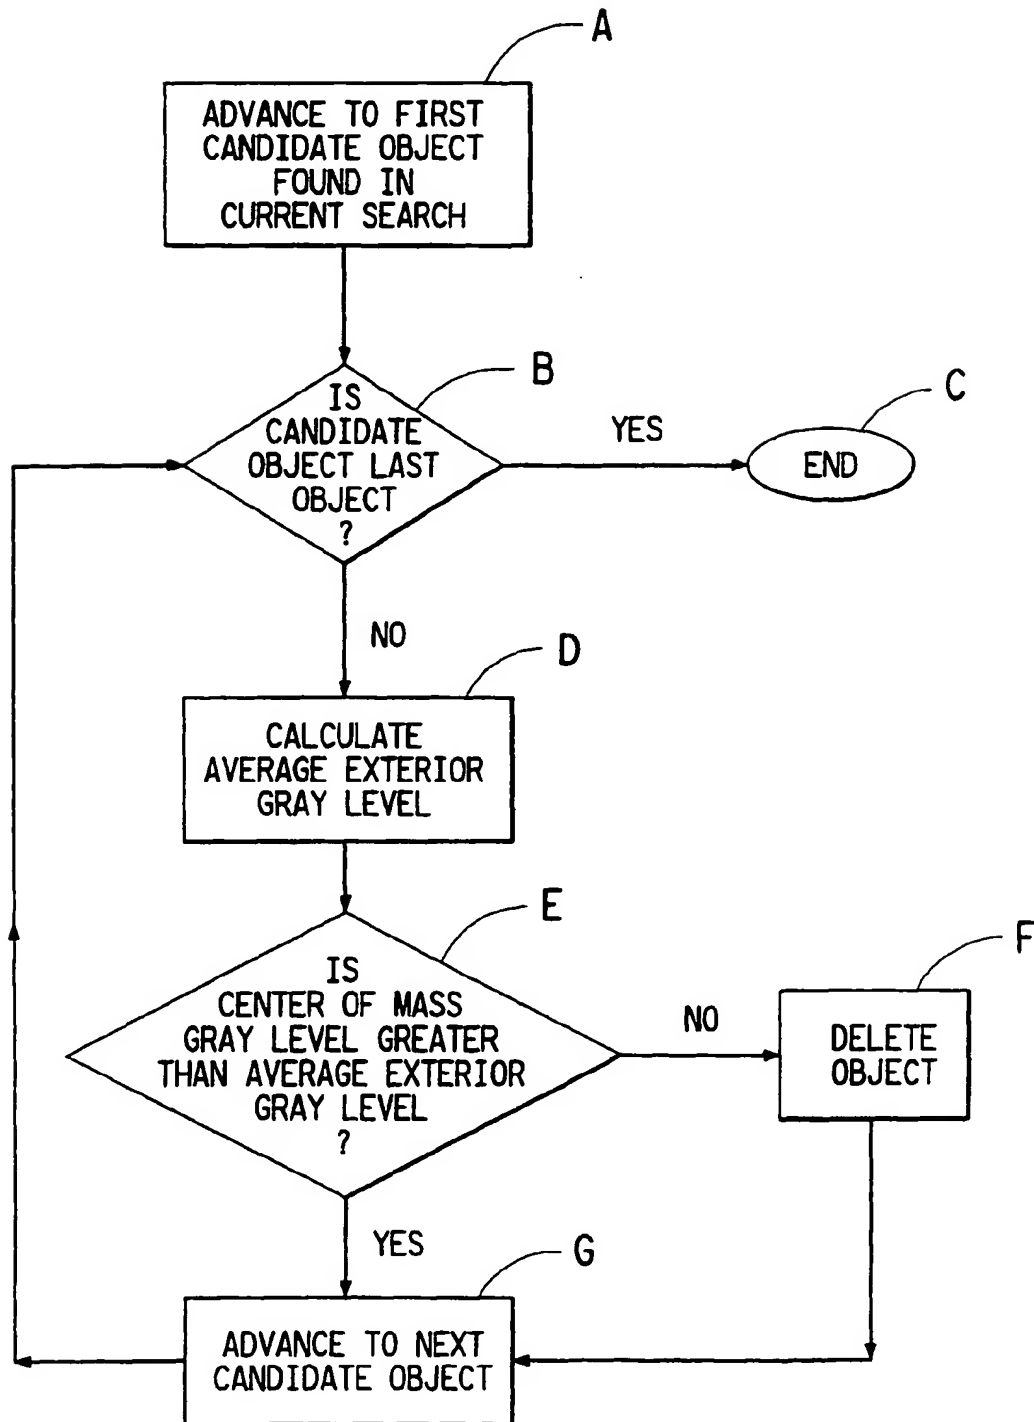 A
ADVANCE TO FIRST
CANDIDATE OBJECT
FOUND IN
CURRENT SEARCH
B
IS
CANDIDATE
OBJECT LAST
OBJECT
?
YES
C
END
NO
D
CALCULATE
AVERAGE EXTERIOR
GRAY LEVEL
E
IS
CENTER OF MASS
GRAY LEVEL GREATER
THAN AVERAGE EXTERIOR
GRAY LEVEL
?
NO
F
DELETE
OBJECT
YES
G
ADVANCE TO NEXT
CANDIDATE OBJECT